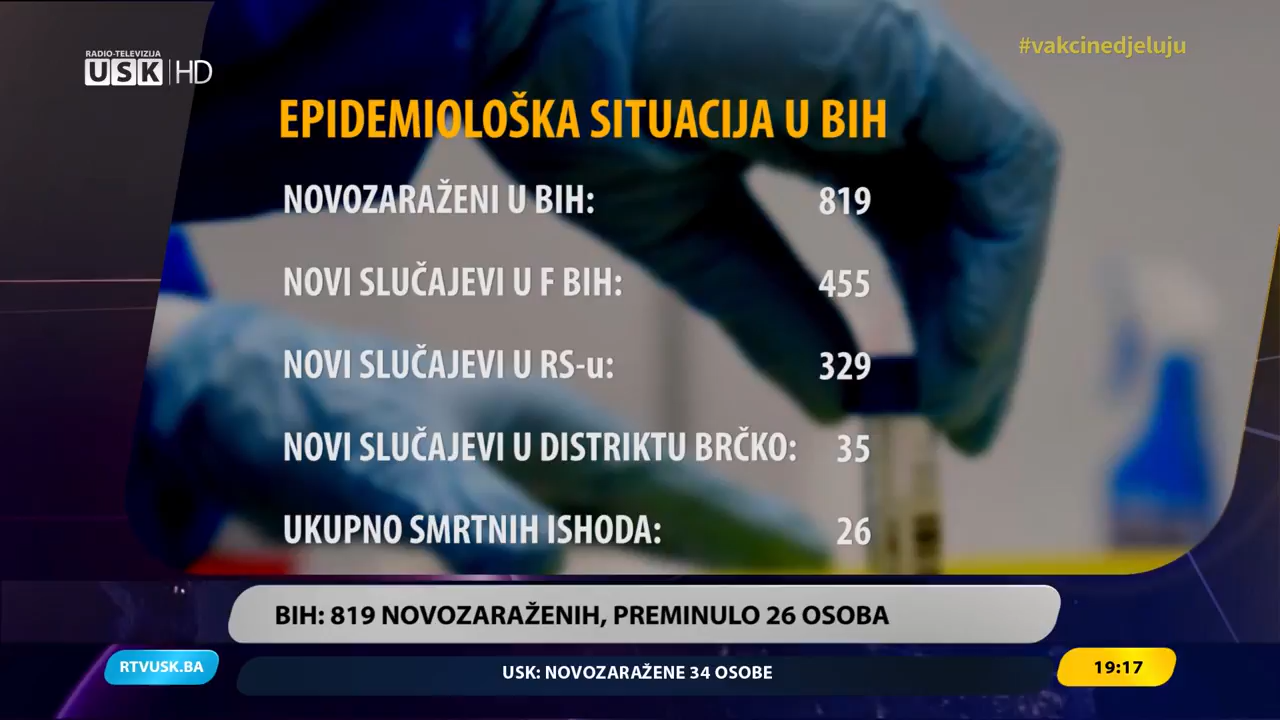 RADIO-TELEVIZIJA
USK HD
#vakcinedjeluju
EPIDEMIOLOŠKA SITUACIJA U BIH
NOVOZARAŽENI U BIH: 819
NOVI SLUČAJEVI U F BIH: 455
NOVI SLUČAJEVI U RS-u: 329
NOVI SLUČAJEVI U DISTRIKTU BRČKO: 35
UKUPNO SMRTNIH ISHODA: 26
BIH: 819 NOVOZARAŽENIH, PREMINULO 26 OSOBA
RTVUSK.BA
USK: NOVOZARAŽENE 34 OSOBE
19:17